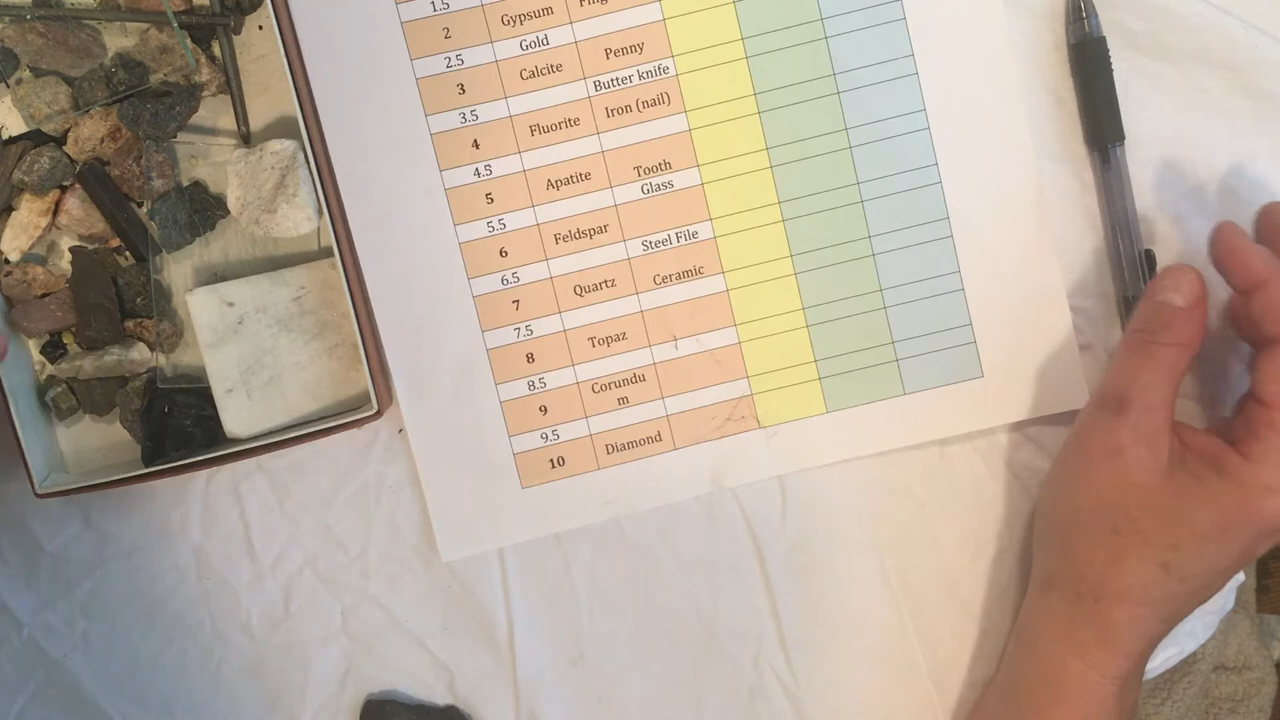 1.5
2 Gypsum
2.5 Gold
3 Calcite Penny
3.5 Butter knife
4 Fluorite Iron (nail)
4.5
5 Apatite Tooth
5.5 Glass
6 Feldspar
6.5 Steel File
7 Quartz Ceramic
7.5
8 Topaz
8.5
9 Corundu
m
9.5
10 Diamond